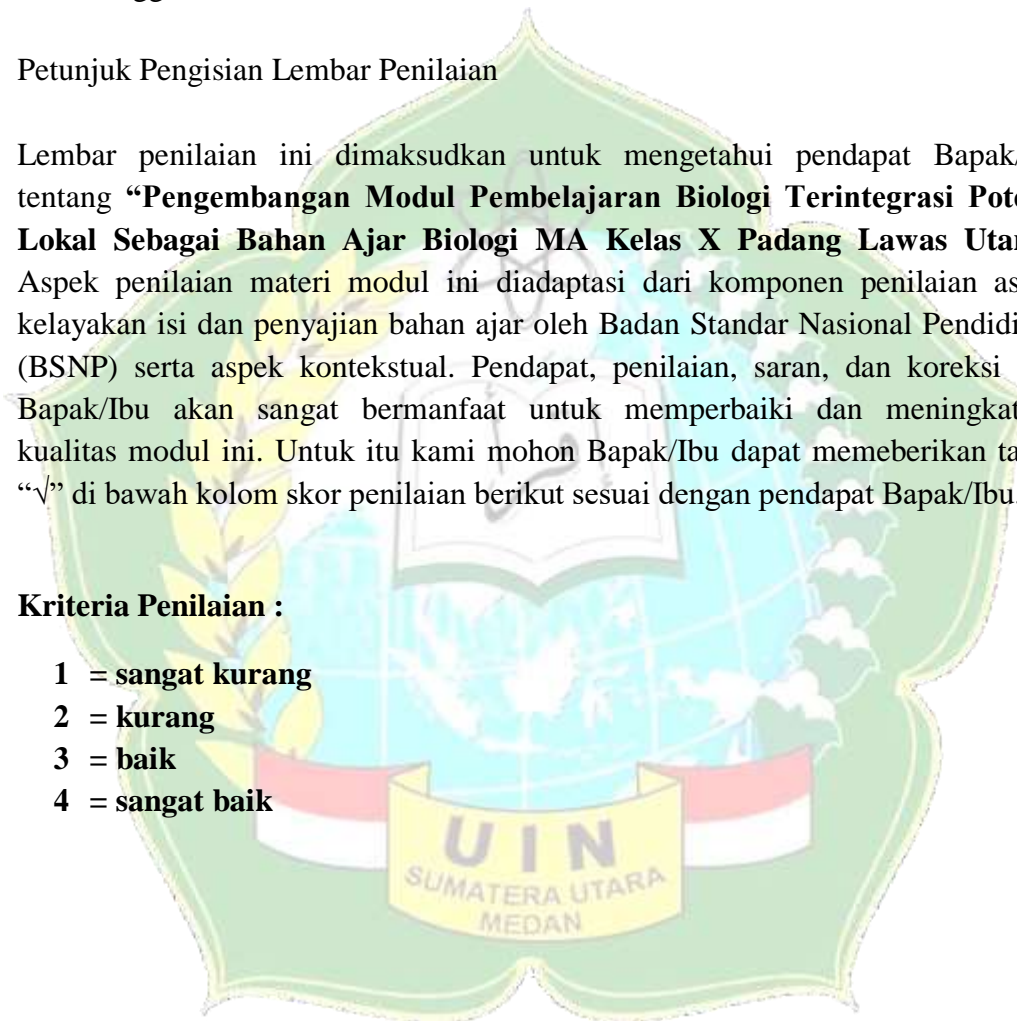 Petunjuk Pengisian Lembar Penilaian
Lembar penilaian ini dimaksudkan untuk mengetahui pendapat Bapak/
tentang “Pengembangan Modul Pembelajaran Biologi Terintegrasi Pote
Lokal Sebagai Bahan Ajar Biologi MA Kelas X Padang Lawas Utar
Aspek penilaian materi modul ini diadaptasi dari komponen penilaian as
kelayakan isi dan penyajian bahan ajar oleh Badan Standar Nasional Pendidi
(BSNP) serta aspek kontekstual. Pendapat, penilaian, saran, dan koreksi
Bapak/Ibu akan sangat bermanfaat untuk memperbaiki dan meningkat
kualitas modul ini. Untuk itu kami mohon Bapak/Ibu dapat memeberikan ta
“√” di bawah kolom skor penilaian berikut sesuai dengan pendapat Bapak/Ibu.
Kriteria Penilaian :
1 = sangat kurang
2 = kurang
3 = baik
4 = sangat baik
UIN
SUMATERA UTARA
MEDAN